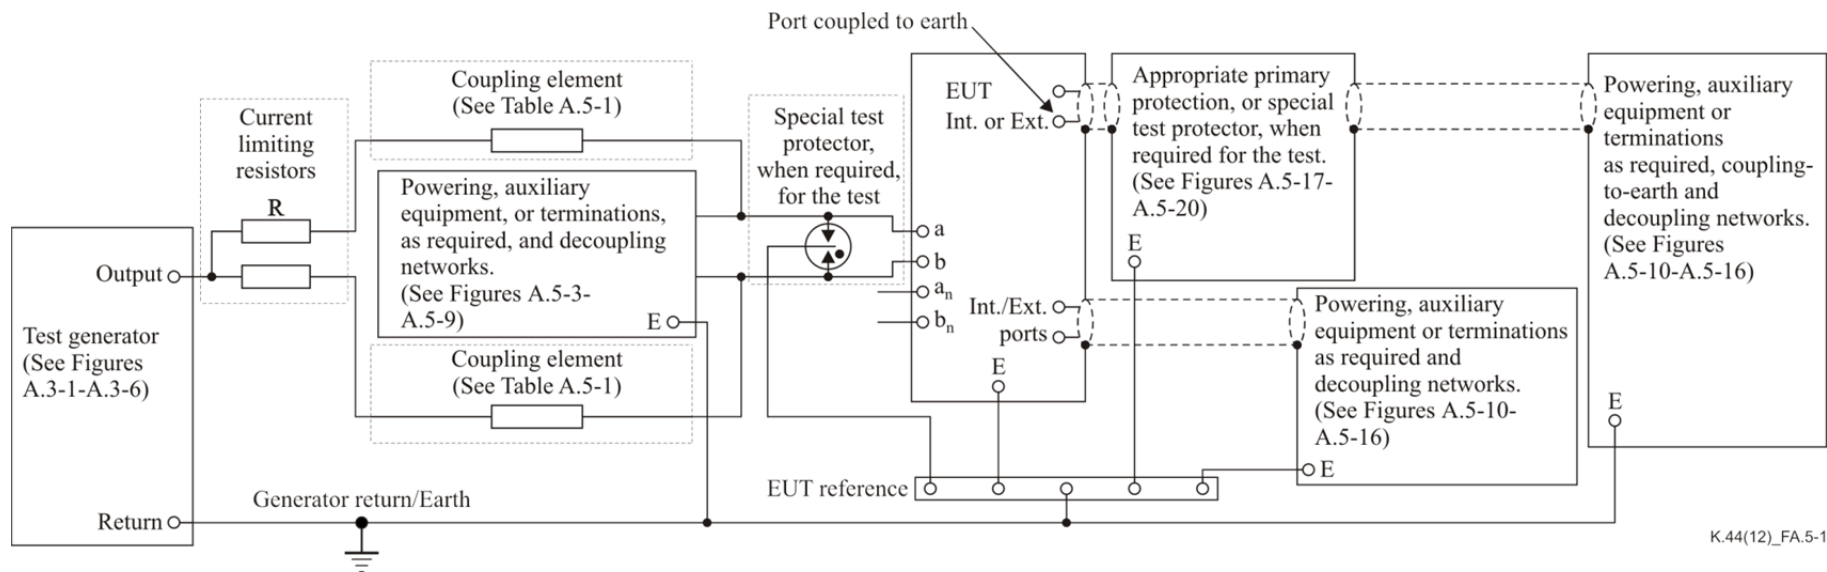 Port coupled to earth
Coupling element
(See Table A.5-1)
Current
limiting
resistors
R
Powering, auxiliary
equipment, or terminations,
as required, and decoupling
networks.
(See Figures A.5-3-
A.5-9)
E
Coupling element
(See Table A.5-1)
Output
Test generator
(See Figures
A.3-1-A.3-6)
Return
Generator return/Earth
Special test
protector,
when required,
for the test
a
b
an
bn
EUT
Int. or Ext.
Int./Ext.
ports
E
EUT reference
Appropriate primary
protection, or special
test protector, when
required for the test.
(See Figures A.5-17-
A.5-20)
E
Powering, auxiliary
equipment or terminations
as required and
decoupling networks.
(See Figures A.5-10-
A.5-16)
E
Powering, auxiliary
equipment or
terminations
as required, coupling-
to-earth and
decoupling networks.
(See Figures
A.5-10-A.5-16)
E
K.44(12)_FA.5-1